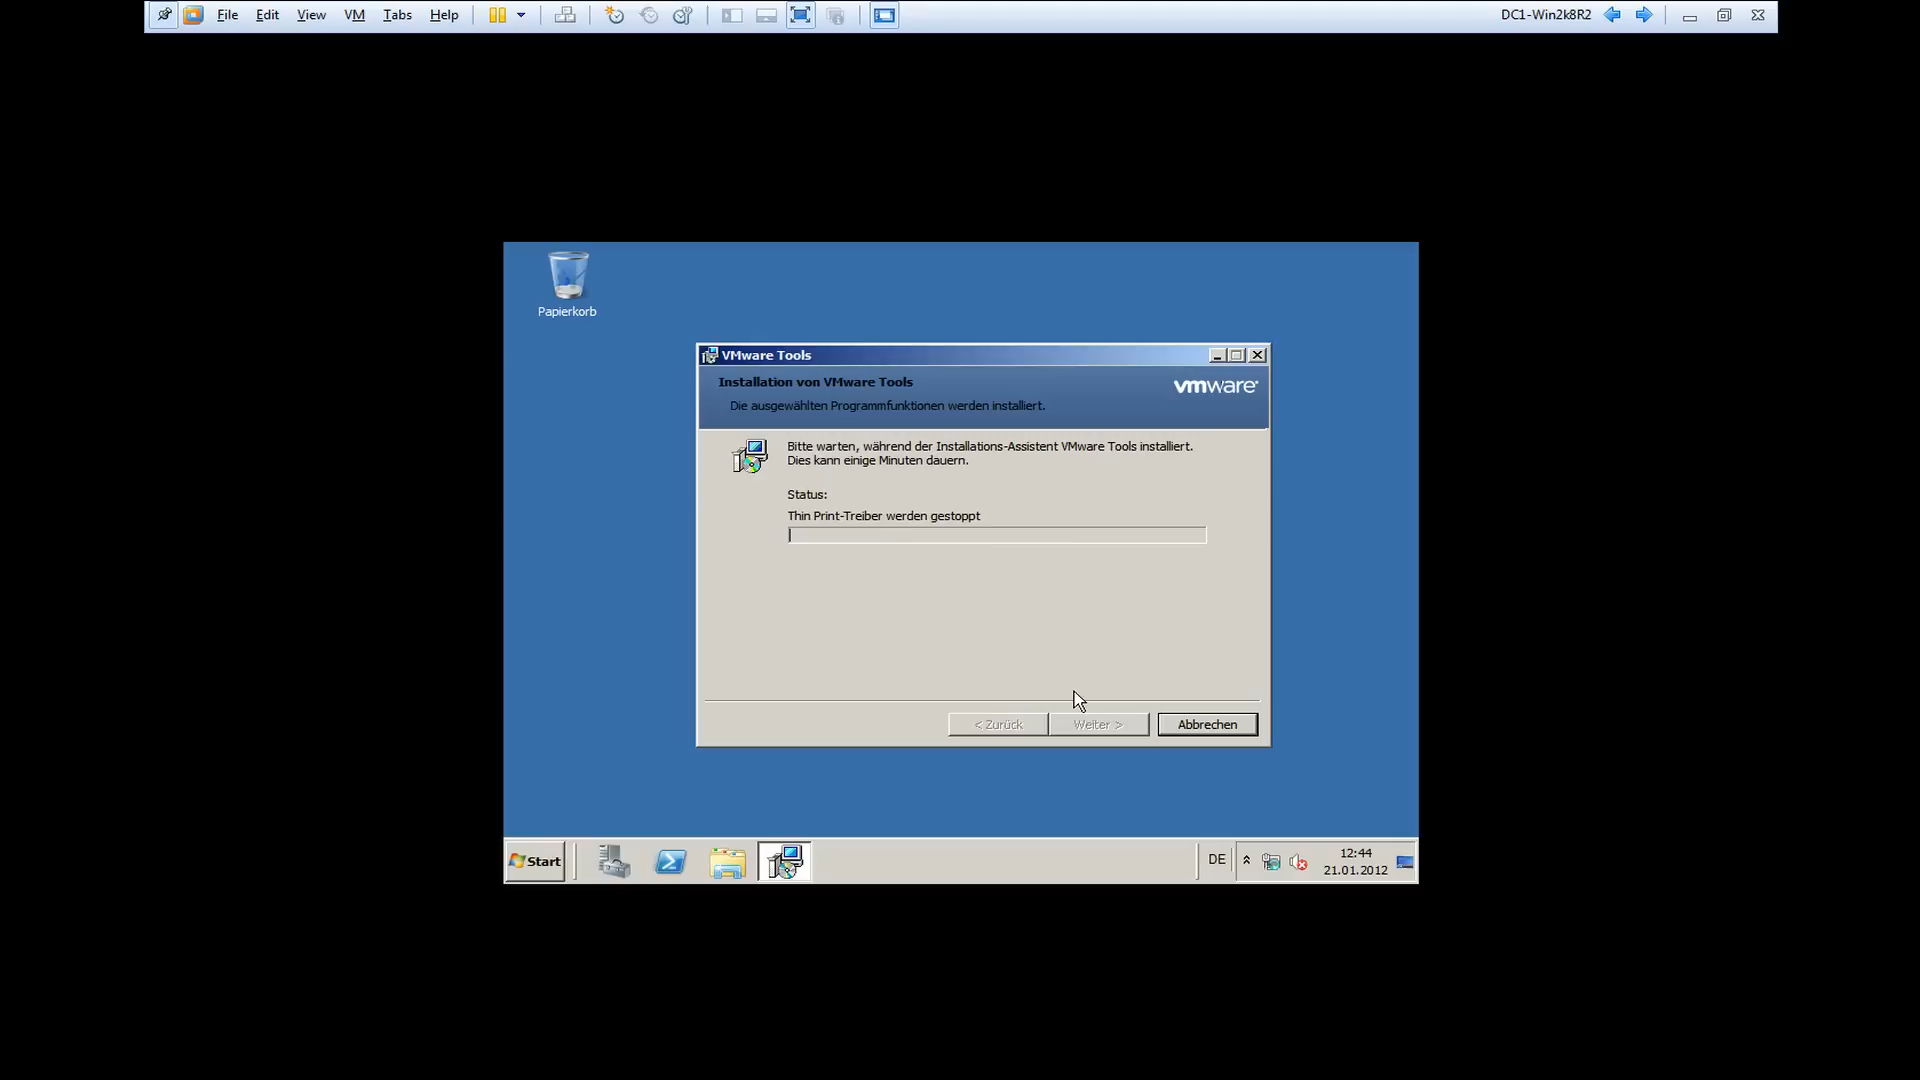 File Edit View VM Tabs Help DC1-Win2k8R2
Papierkorb
VMware Tools
Installation von VMware Tools
vmware
Die ausgewählten Programmfunktionen werden installiert.
Bitte warten, während der Installations-Assistent VMware Tools installiert.
Dies kann einige Minuten dauern.
Status:
Thin Print-Treiber werden gestoppt
< Zurück Weiter > Abbrechen
Start DE 12:44
21.01.2012